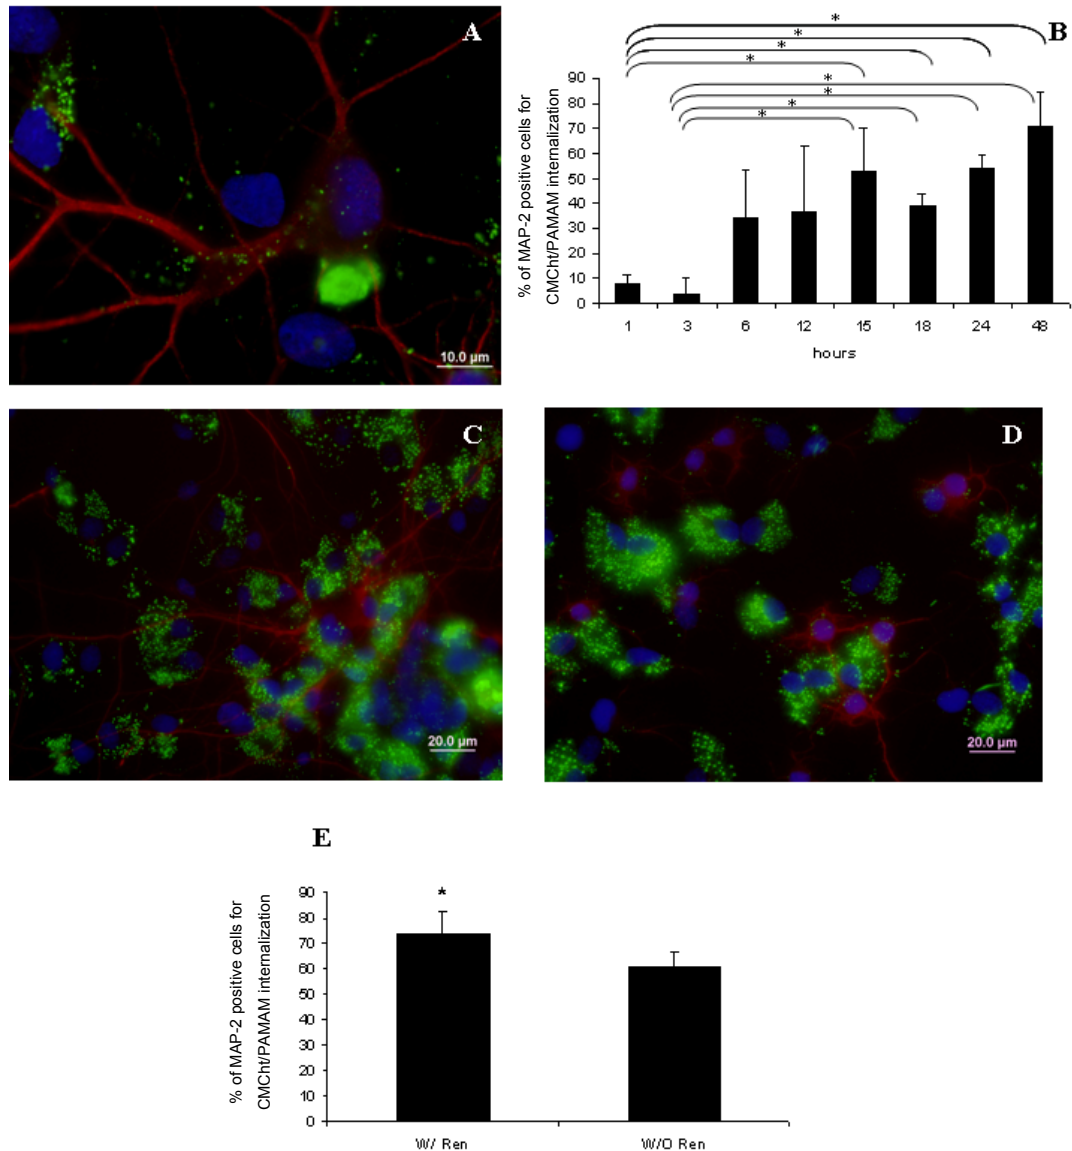 A
10.0 µm
B
*
*
*
*
*
*
*
*
% of MAP-2 positive cells for
CMCht/PAMAM internalization
90
80
70
60
50
40
30
20
10
0
1 3 6 12 15 18 24 48
hours
C
20.0 µm
D
20.0 µm
E
% of MAP-2 positive cells for
CMCht/PAMAM internalization
90
80
70
60
50
40
30
20
10
0
*
W/ Ren W/O Ren